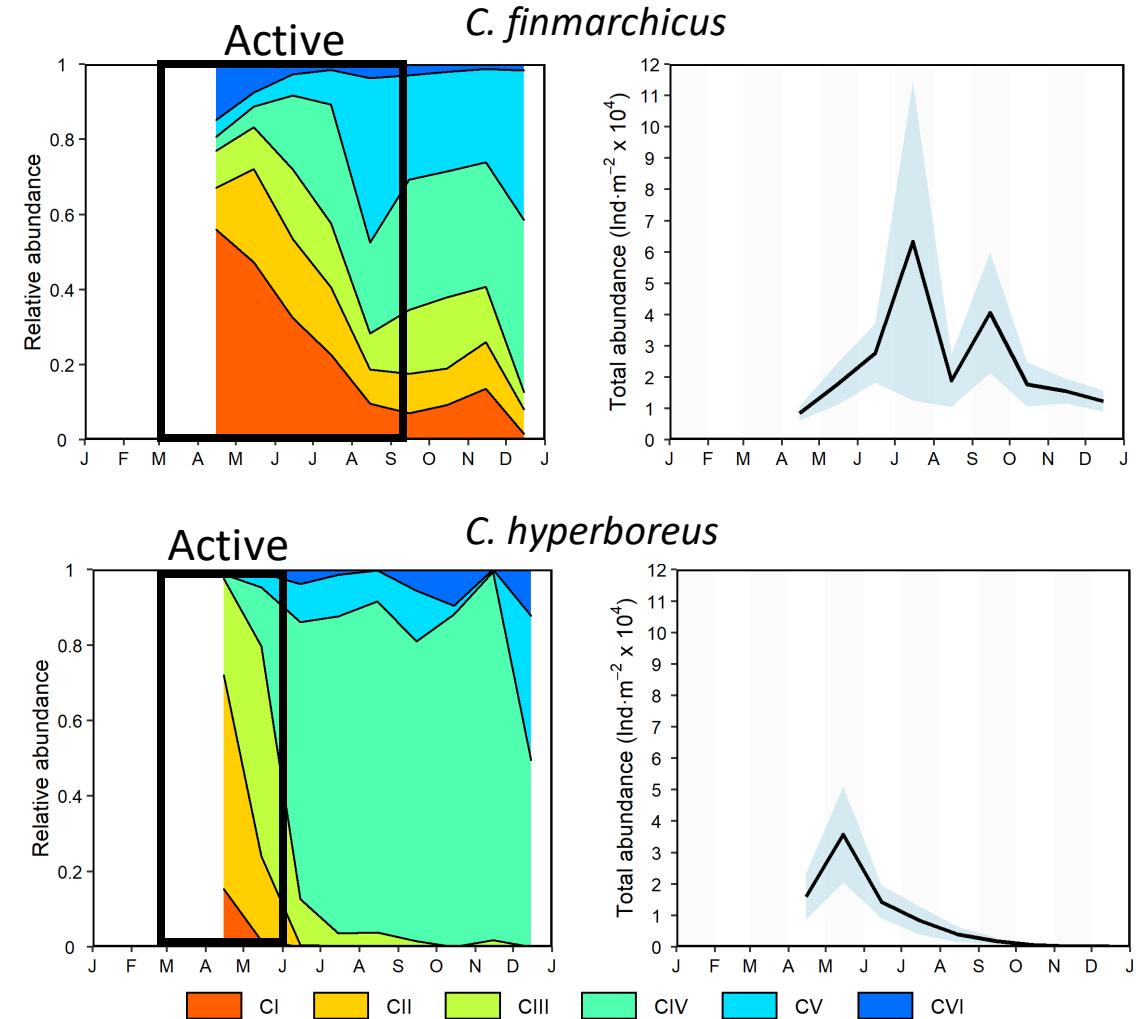 C. finmarchicus
Active
1
0.8
0.6
0.4
0.2
0
Relative abundance
J F M A M J J A S O N D J
12
11
10
9
8
7
6
5
4
3
2
1
0
Total abundance (Ind·m⁻² x 10⁴)
J F M A M J J A S O N D J
C. hyperboreus
Active
1
0.8
0.6
0.4
0.2
0
Relative abundance
J F M A M J J A S O N D J
12
11
10
9
8
7
6
5
4
3
2
1
0
Total abundance (Ind·m⁻² x 10⁴)
J F M A M J J A S O N D J
CI CII CIII CIV CV CVI